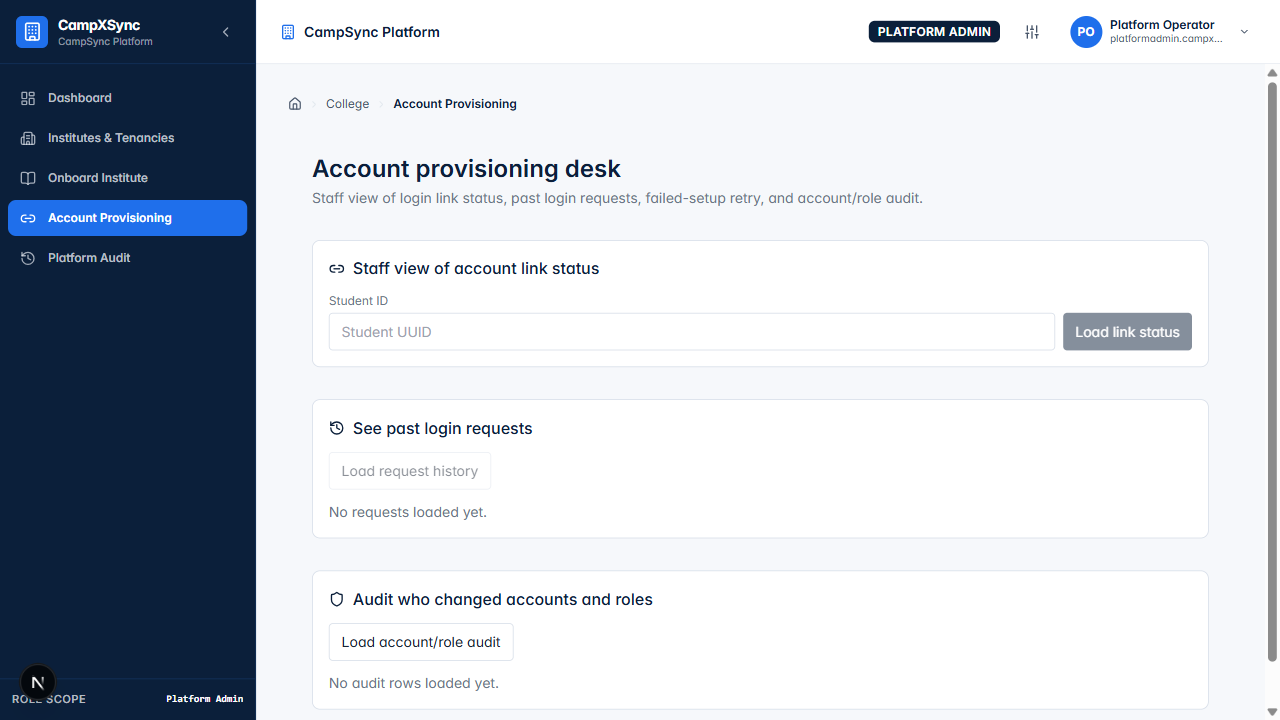 CampXSync
CampSync Platform
Dashboard
Institutes & Tenancies
Onboard Institute
Account Provisioning
Platform Audit
N
ROLE SCOPE
Platform Admin
CampSync Platform
PLATFORM ADMIN
PO
Platform Operator
platformadmin.campx...
College
Account Provisioning
Account provisioning desk
Staff view of login link status, past login requests, failed-setup retry, and account/role audit.
Staff view of account link status
Student ID
Student UUID
Load link status
See past login requests
Load request history
No requests loaded yet.
Audit who changed accounts and roles
Load account/role audit
No audit rows loaded yet.